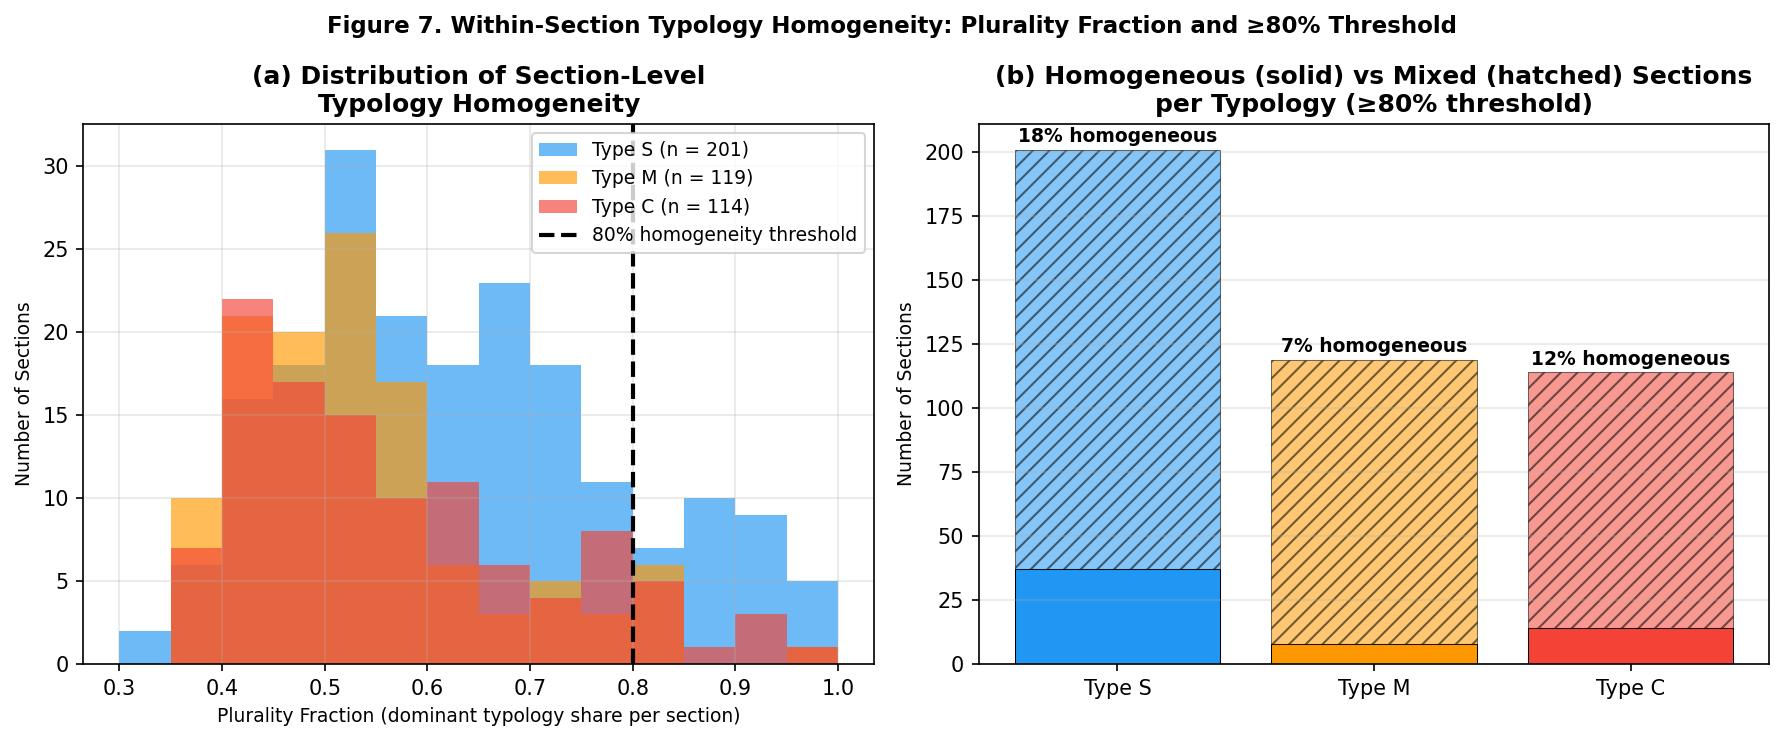 Figure 7. Within-Section Typology Homogeneity: Plurality Fraction and ≥80% Threshold
(a) Distribution of Section-Level
Typology Homogeneity
Number of Sections
30
25
20
15
10
5
0
Type S (n = 201)
Type M (n = 119)
Type C (n = 114)
80% homogeneity threshold
0.3 0.4 0.5 0.6 0.7 0.8 0.9 1.0
Plurality Fraction (dominant typology share per section)
(b) Homogeneous (solid) vs Mixed (hatched) Sections
per Typology (≥80% threshold)
Number of Sections
200
175
150
125
100
75
50
25
0
18% homogeneous
7% homogeneous
12% homogeneous
Type S Type M Type C